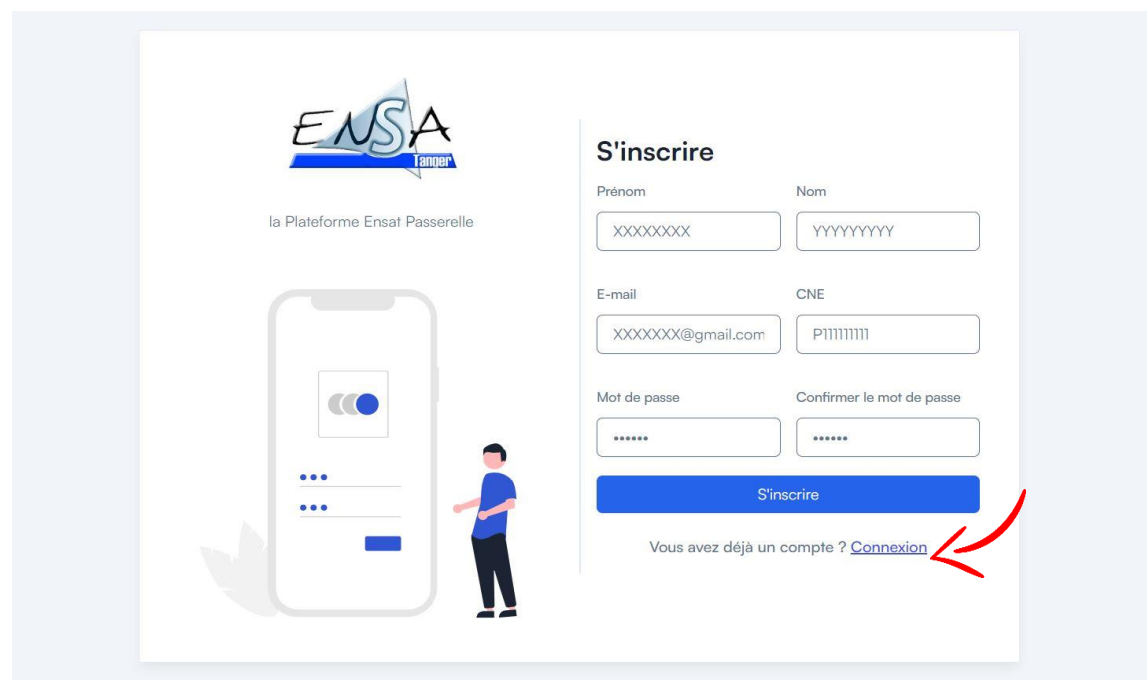 ENSA
Tanger
la Plateforme Ensat Passerelle
S'inscrire
Prénom Nom
XXXXXXXX YYYYYYYYY
E-mail CNE
XXXXXXX@gmail.com P111111111
Mot de passe Confirmer le mot de passe
•••••• ••••••
S'inscrire
Vous avez déjà un compte ? Connexion